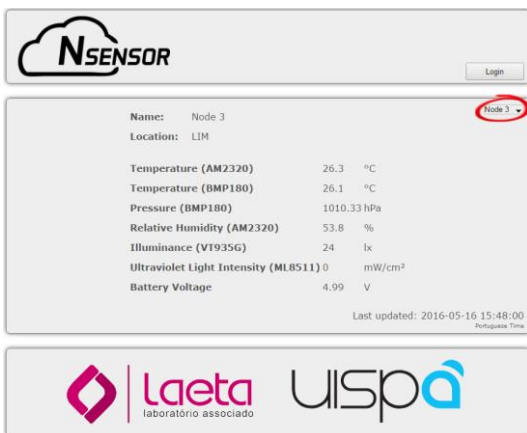 NSENSOR
Login
Node 3
Name: Node 3
Location: LIM
Temperature (AM2320) 26.3 °C
Temperature (BMP180) 26.1 °C
Pressure (BMP180) 1010.33 hPa
Relative Humidity (AM2320) 53.8 %
Illuminance (VT935G) 24 lx
Ultraviolet Light Intensity (ML8511) 0 mW/cm²
Battery Voltage 4.99 V
Last updated: 2016-05-16 15:48:00
Portuguese Time
laeta
laboratório associado
uispa